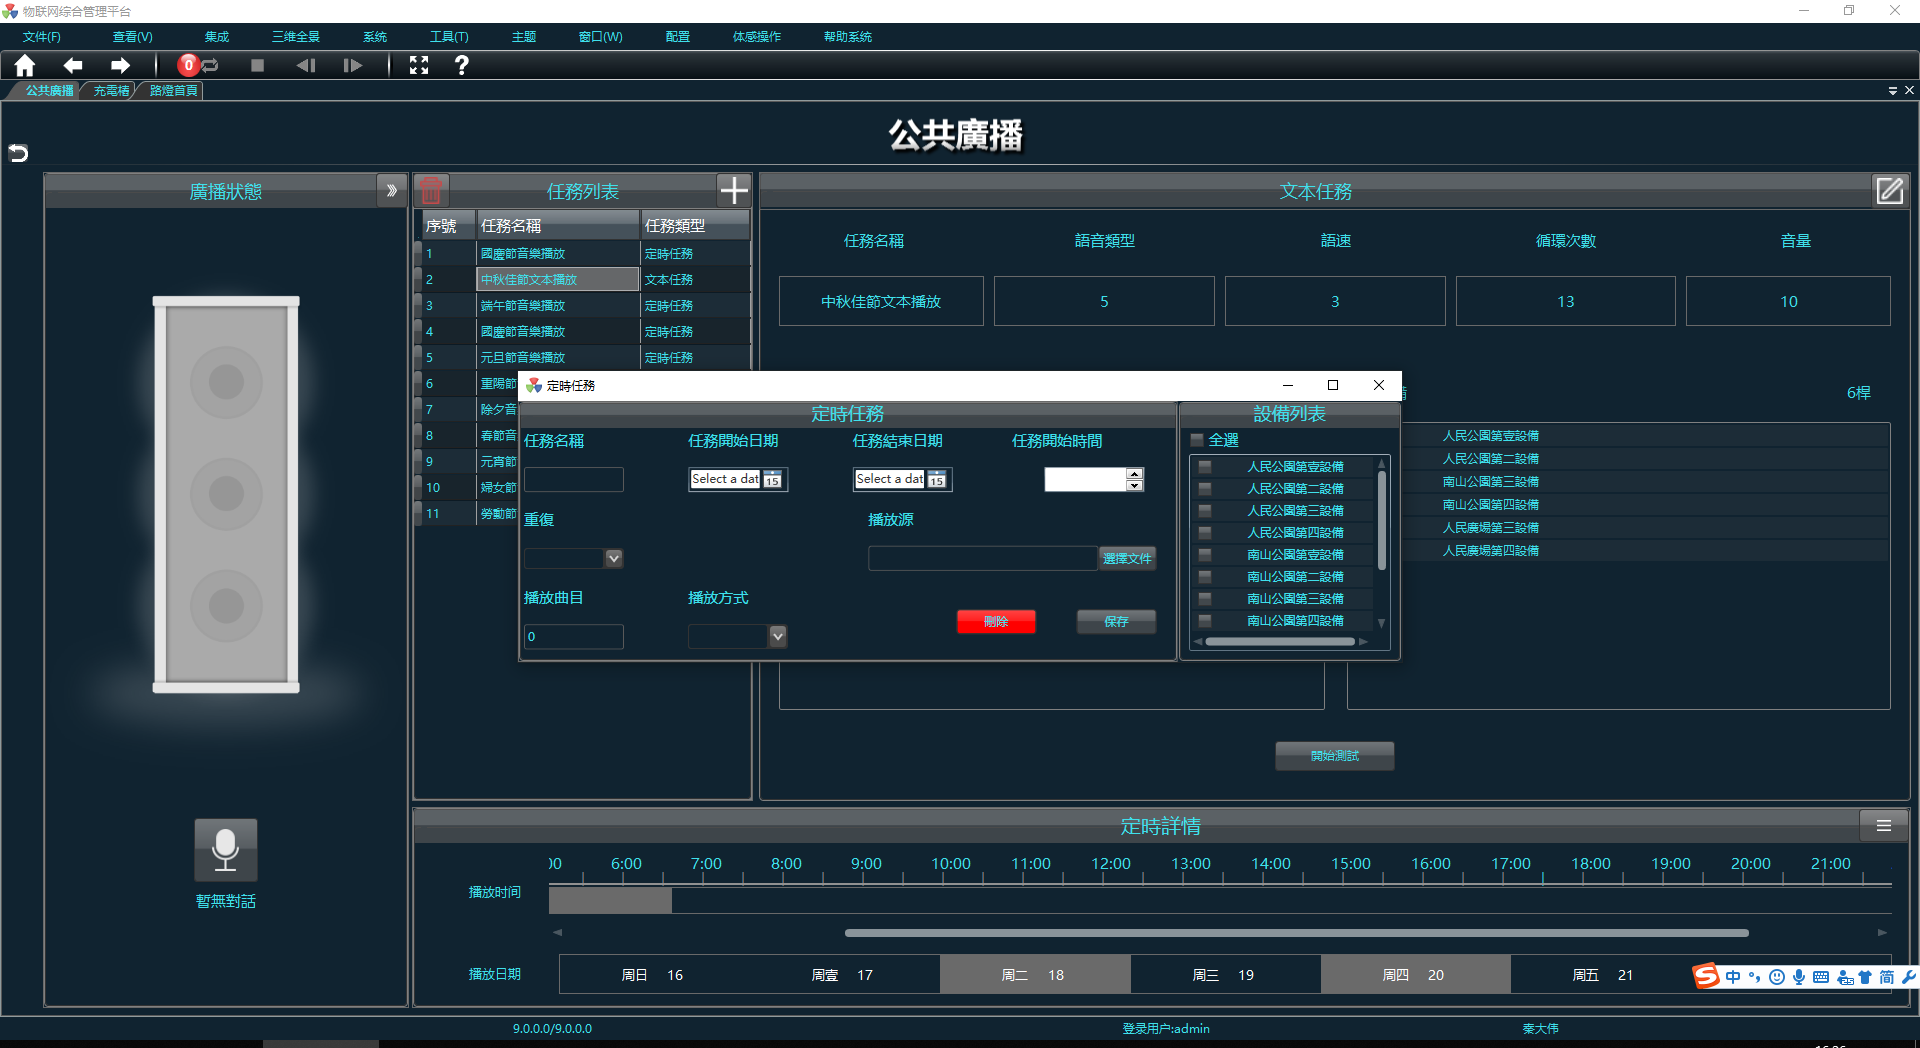 物联网综合管理平台
文件(F) 查看(V) 集成 三维全景 系统 工具(T) 主题 窗口(W) 配置 体感操作 帮助系统
0
公共廣播 充電樁 路燈首頁
公共廣播
廣播狀態
暫無對話
任務列表
序號 任務名稱 任務類型
1 國慶節音樂播放 定時任務
2 中秋佳節文本播放 文本任務
3 端午節音樂播放 定時任務
4 國慶節音樂播放 定時任務
5 元旦節音樂播放 定時任務
6 重陽節
7 除夕音
8 春節音
9 元宵節
10 婦女節
11 勞動節
文本任務
任務名稱 語音類型 語速 循環次數 音量
中秋佳節文本播放 5 3 13 10
6桿
人民公園第壹設備
人民公園第二設備
南山公園第三設備
南山公園第四設備
人民廣場第三設備
人民廣場第四設備
開始測試
定時任務
定時任務
任務名稱 任務開始日期 任務結束日期 任務開始時間
Select a dat 15 Select a dat 15
重復 播放源
選擇文件
播放曲目 播放方式
0
刪除 保存
設備列表
全選
人民公園第壹設備
人民公園第二設備
人民公園第三設備
人民公園第四設備
南山公園第壹設備
南山公園第二設備
南山公園第三設備
南山公園第四設備
定時詳情
00 6:00 7:00 8:00 9:00 10:00 11:00 12:00 13:00 14:00 15:00 16:00 17:00 18:00 19:00 20:00 21:00
播放时间
播放日期 周日 16 周壹 17 周二 18 周三 19 周四 20 周五 21
中 简
9.0.0.0/9.0.0.0 登录用户:admin 秦大伟